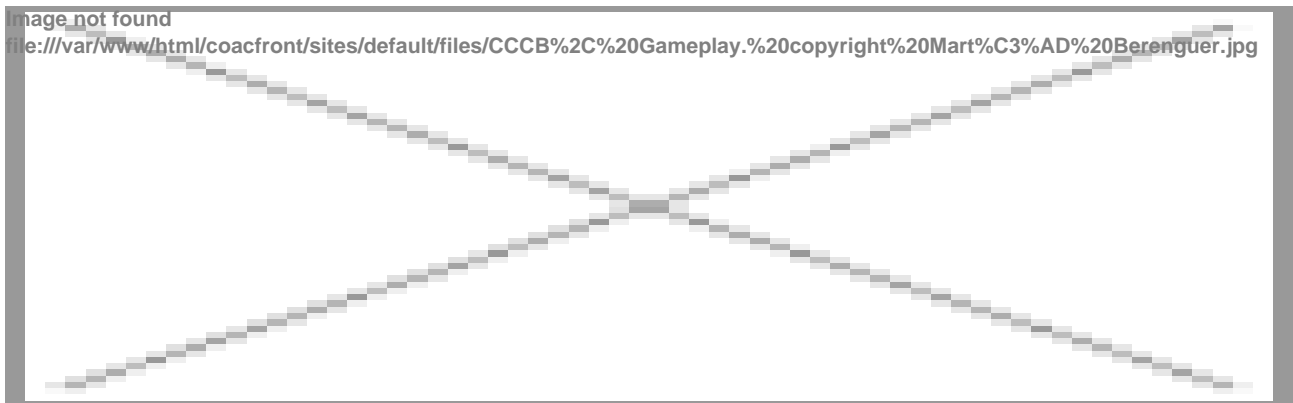 Image not found
file:///var/www/html/coacfront/sites/default/files/CCCB%2C%20Gameplay.%20copyright%20Mart%C3%AD%20Berenguer.jpg